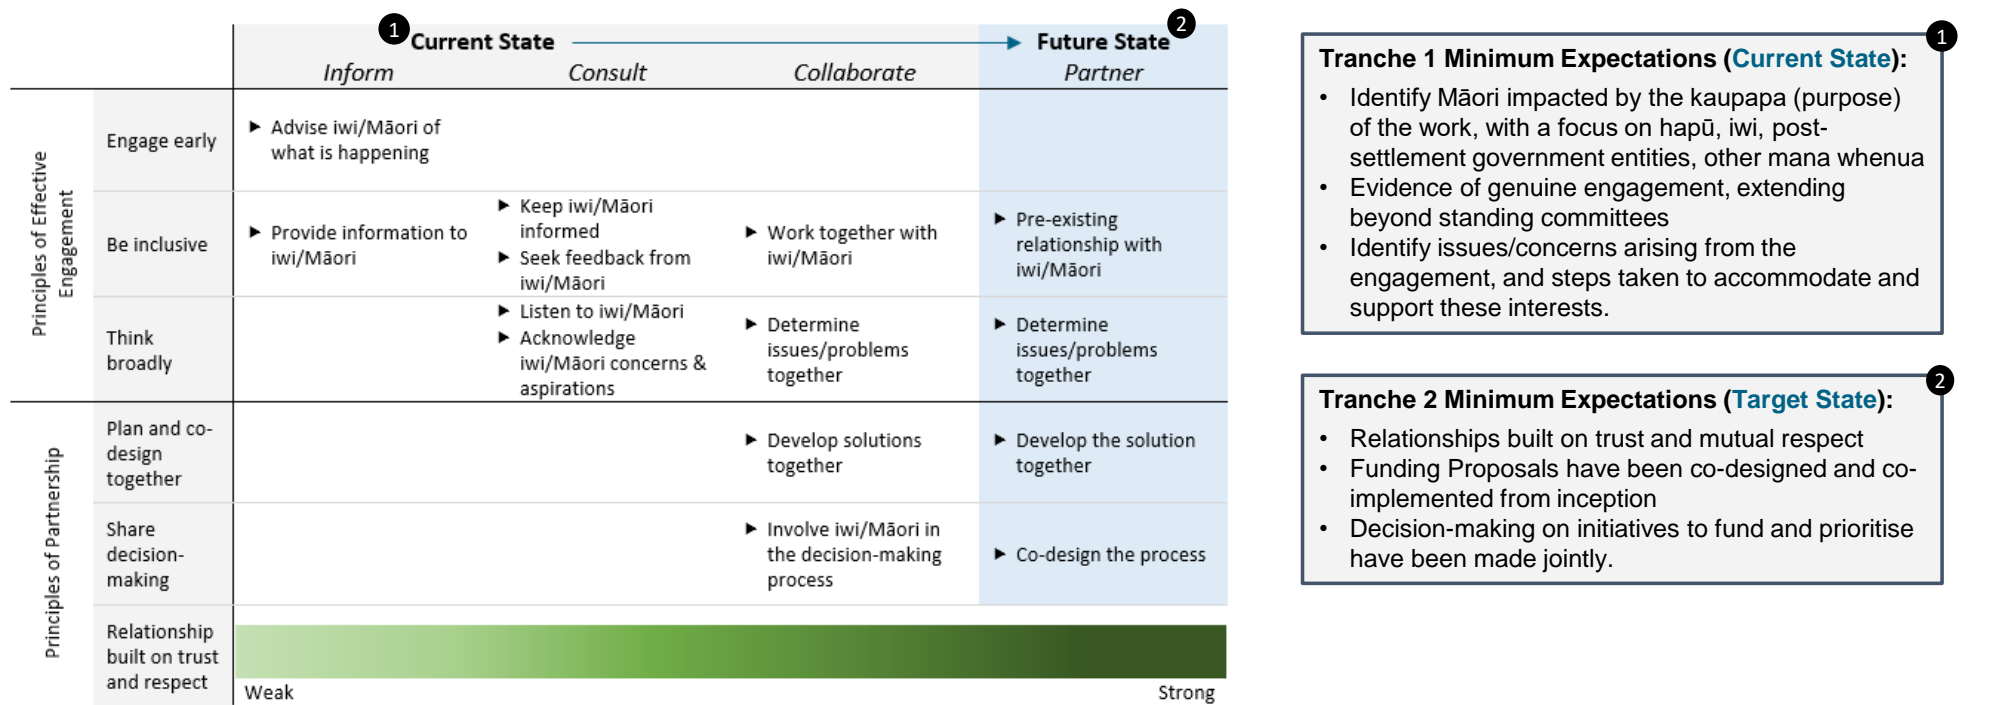 1
Current State
2
Future State
Inform
Consult
Collaborate
Partner
Principles of Effective
Engagement
Engage early
► Advise iwi/Māori of
what is happening
Be inclusive
► Provide information to
iwi/Māori
► Keep iwi/Māori
informed
► Seek feedback from
iwi/Māori
► Work together with
iwi/Māori
► Pre-existing
relationship with
iwi/Māori
Think
broadly
► Listen to iwi/Māori
► Acknowledge
iwi/Māori concerns &
aspirations
► Determine
issues/problems
together
► Determine
issues/problems
together
Principles of Partnership
Plan and co-
design
together
► Develop solutions
together
► Develop the solution
together
Share
decision-
making
► Involve iwi/Māori in
the decision-making
process
► Co-design the process
Relationship
built on trust
and respect
Weak
Strong
1
Tranche 1 Minimum Expectations (Current State):
• Identify Māori impacted by the kaupapa (purpose)
of the work, with a focus on hapū, iwi, post-
settlement government entities, other mana whenua
• Evidence of genuine engagement, extending
beyond standing committees
• Identify issues/concerns arising from the
engagement, and steps taken to accommodate and
support these interests.
2
Tranche 2 Minimum Expectations (Target State):
• Relationships built on trust and mutual respect
• Funding Proposals have been co-designed and co-
implemented from inception
• Decision-making on initiatives to fund and prioritise
have been made jointly.